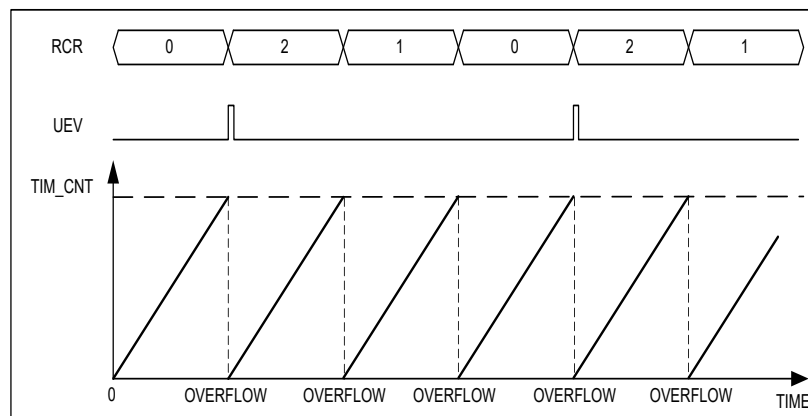 RCR 0 2 1 0 2 1
UEV
TIM_CNT
0 OVERFLOW OVERFLOW OVERFLOW OVERFLOW OVERFLOW TIME